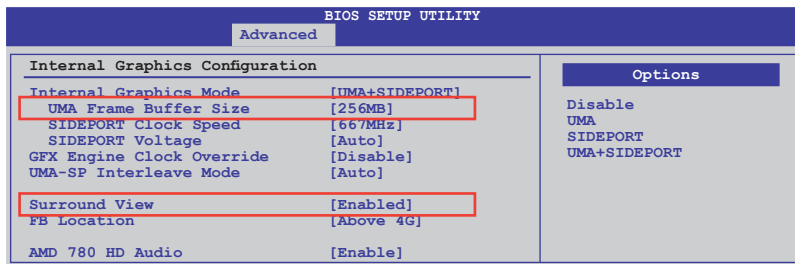 BIOS SETUP UTILITY
Advanced
Internal Graphics Configuration
Internal Graphics Mode [UMA+SIDEPORT]
UMA Frame Buffer Size [256MB]
SIDEPORT Clock Speed [667MHz]
SIDEPORT Voltage [Auto]
GFX Engine Clock Override [Disable]
UMA-SP Interleave Mode [Auto]
Surround View [Enabled]
FB Location [Above 4G]
AMD 780 HD Audio [Enable]
Options
Disable
UMA
SIDEPORT
UMA+SIDEPORT